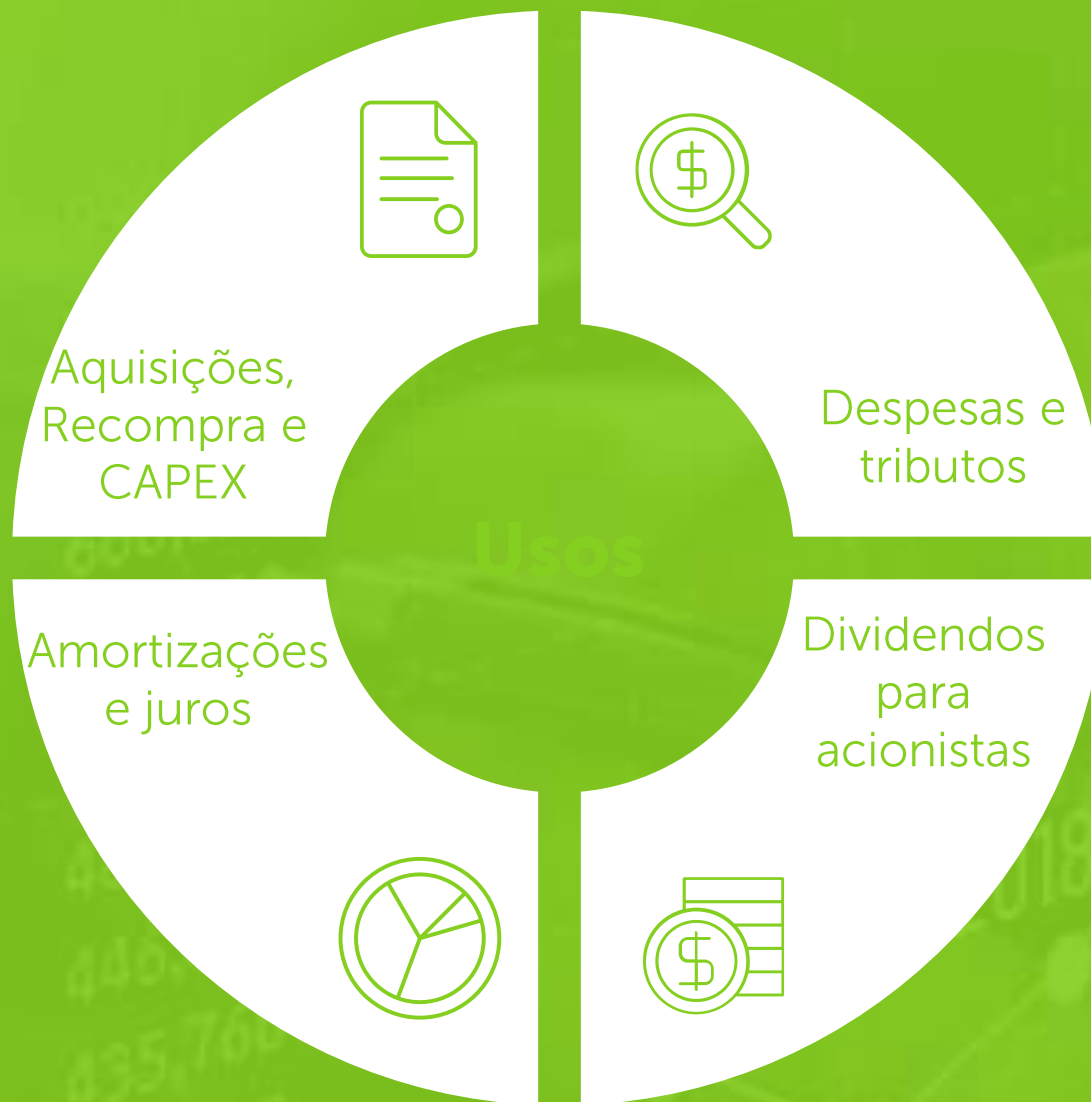 Aquisições,
Recompra e
CAPEX
Despesas e
tributos
Usos
Amortizações
e juros
Dividendos
para
acionistas